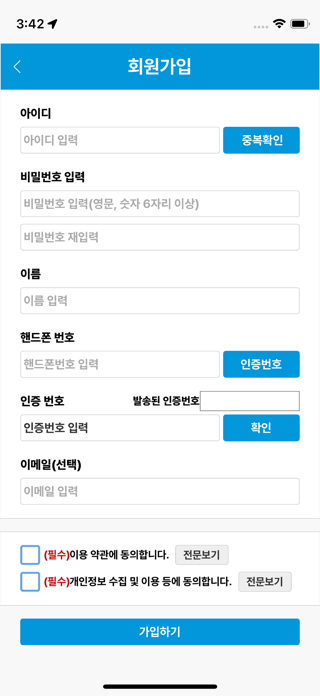 3:42
회원가입
아이디
아이디 입력 중복확인
비밀번호 입력
비밀번호 입력(영문, 숫자 6자리 이상)
비밀번호 재입력
이름
이름 입력
핸드폰 번호
핸드폰번호 입력 인증번호
인증 번호 발송된 인증번호
인증번호 입력 확인
이메일(선택)
이메일 입력
(필수)이용 약관에 동의합니다. 전문보기
(필수)개인정보 수집 및 이용 등에 동의합니다. 전문보기
가입하기